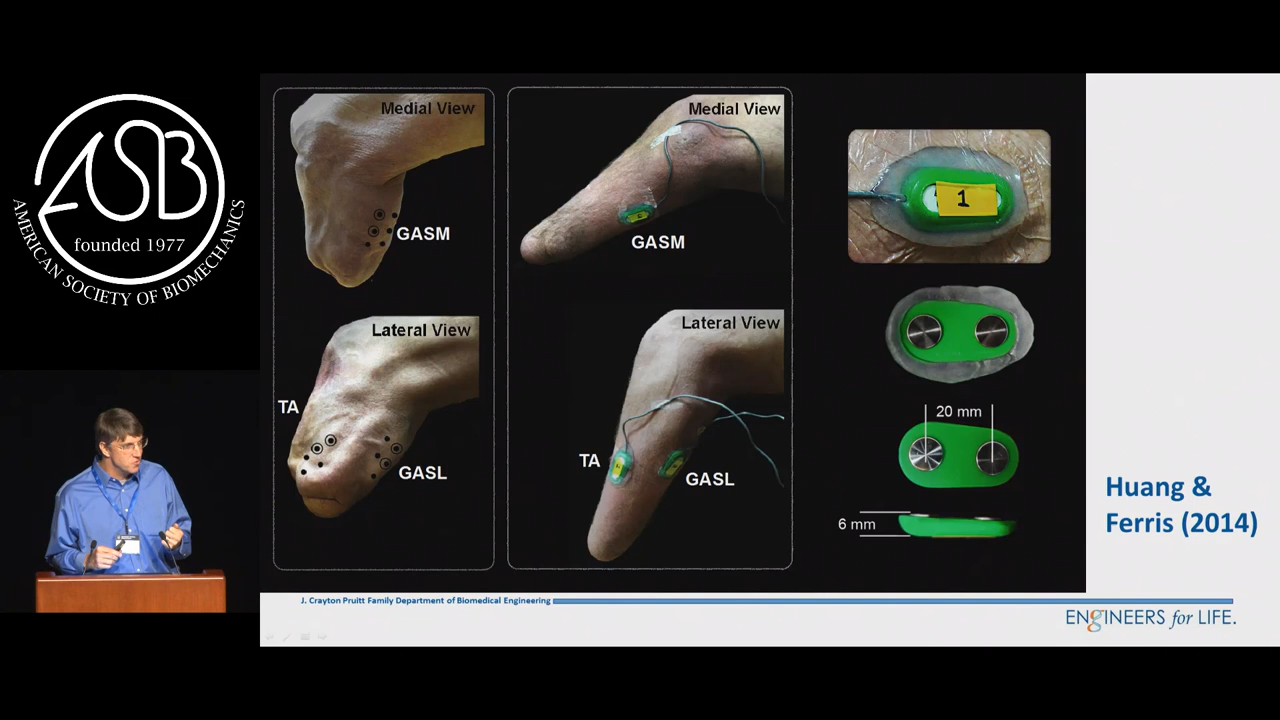 ASB
founded 1977
AMERICAN SOCIETY OF BIOMECHANICS
Medial View
GASM
Lateral View
TA
GASL
Medial View
GASM
Lateral View
TA
GASL
1
20 mm
6 mm
Huang &
Ferris (2014)
J. Crayton Pruitt Family Department of Biomedical Engineering
ENGINEERS for LIFE.